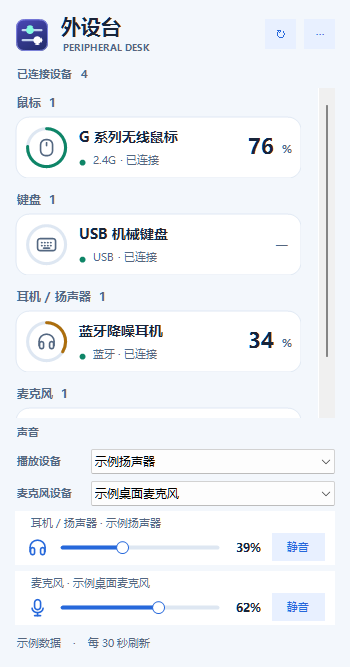 外设台
PERIPHERAL DESK
↻
...
已连接设备 4
鼠标 1
G 系列无线鼠标
2.4G · 已连接
76 %
键盘 1
USB 机械键盘
USB · 已连接
—
耳机 / 扬声器 1
蓝牙降噪耳机
蓝牙 · 已连接
34 %
麦克风 1
声音
播放设备 示例扬声器
麦克风设备 示例桌面麦克风
耳机 / 扬声器 · 示例扬声器
39% 静音
麦克风 · 示例桌面麦克风
62% 静音
示例数据 · 每 30 秒刷新